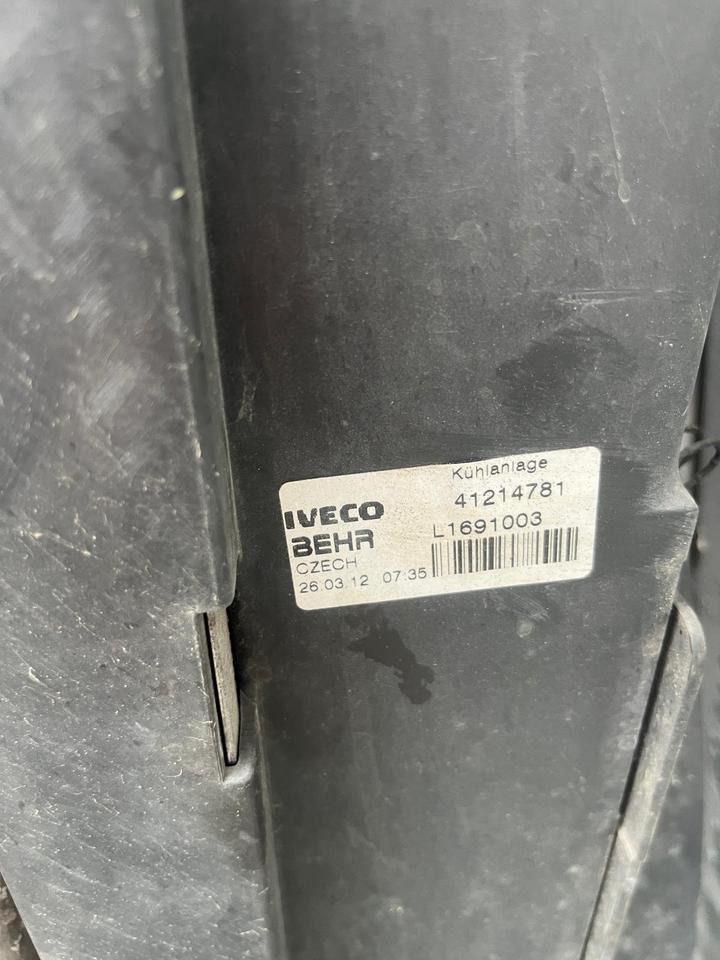 Kühlanlage
41214781
IVECO
L1691003
BEHR
CZECH
26.03.12 07:35